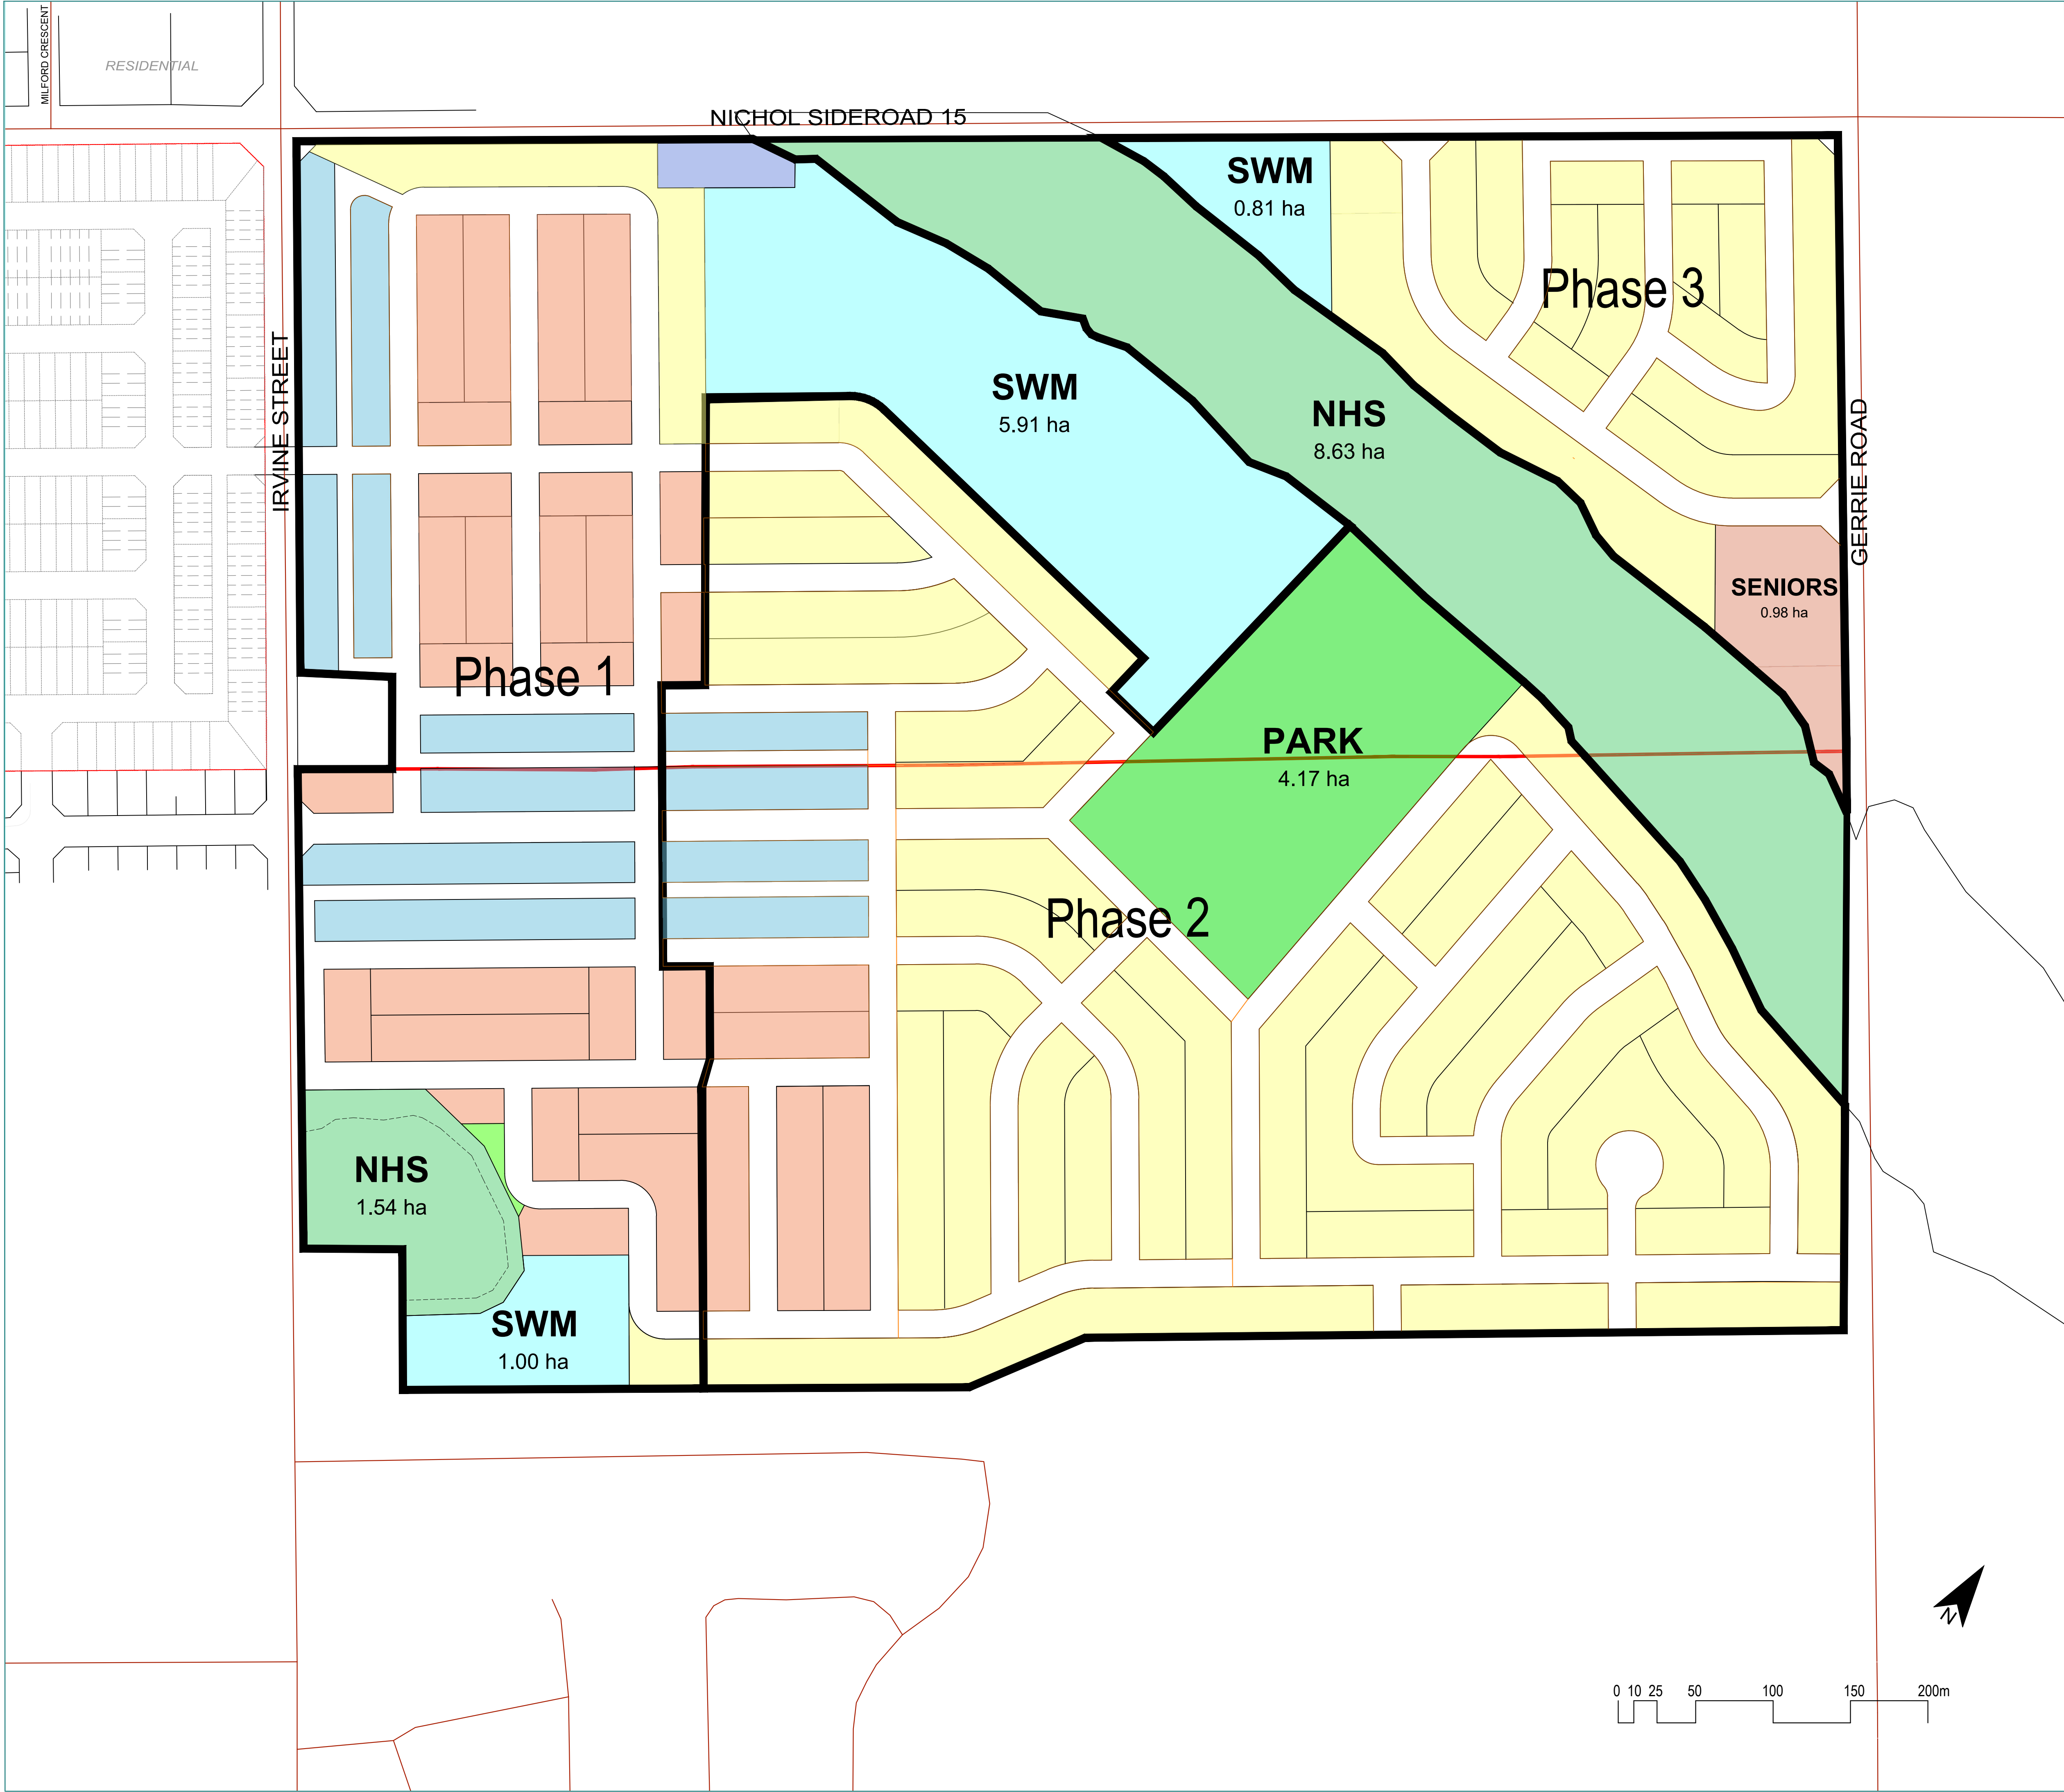 MILFORD CRESCENT
RESIDENTIAL
NICHOL SIDEROAD 15
SWM
0.81 ha
Phase 3
IRVINE STREET
SWM
5.91 ha
NHS
8.63 ha
GERRIE ROAD
SENIORS
0.98 ha
Phase 1
PARK
4.17 ha
Phase 2
NHS
1.54 ha
SWM
1.00 ha
N
0 10 25 50 100 150 200m